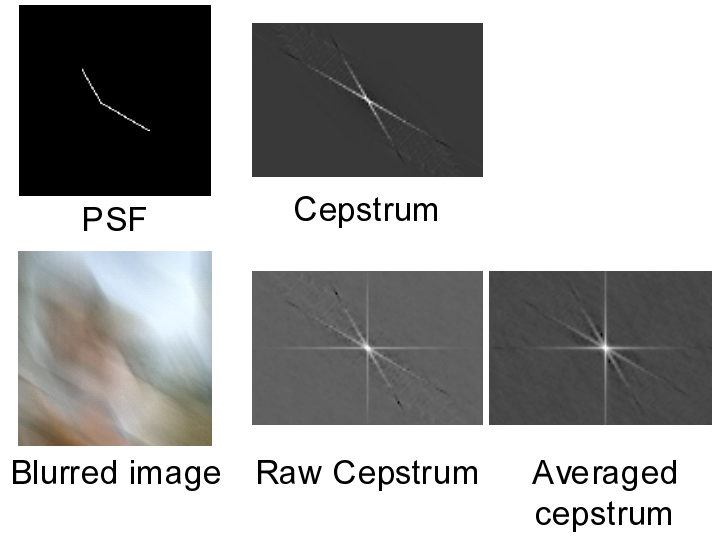 PSF
Cepstrum
Blurred image
Raw Cepstrum
Averaged
cepstrum